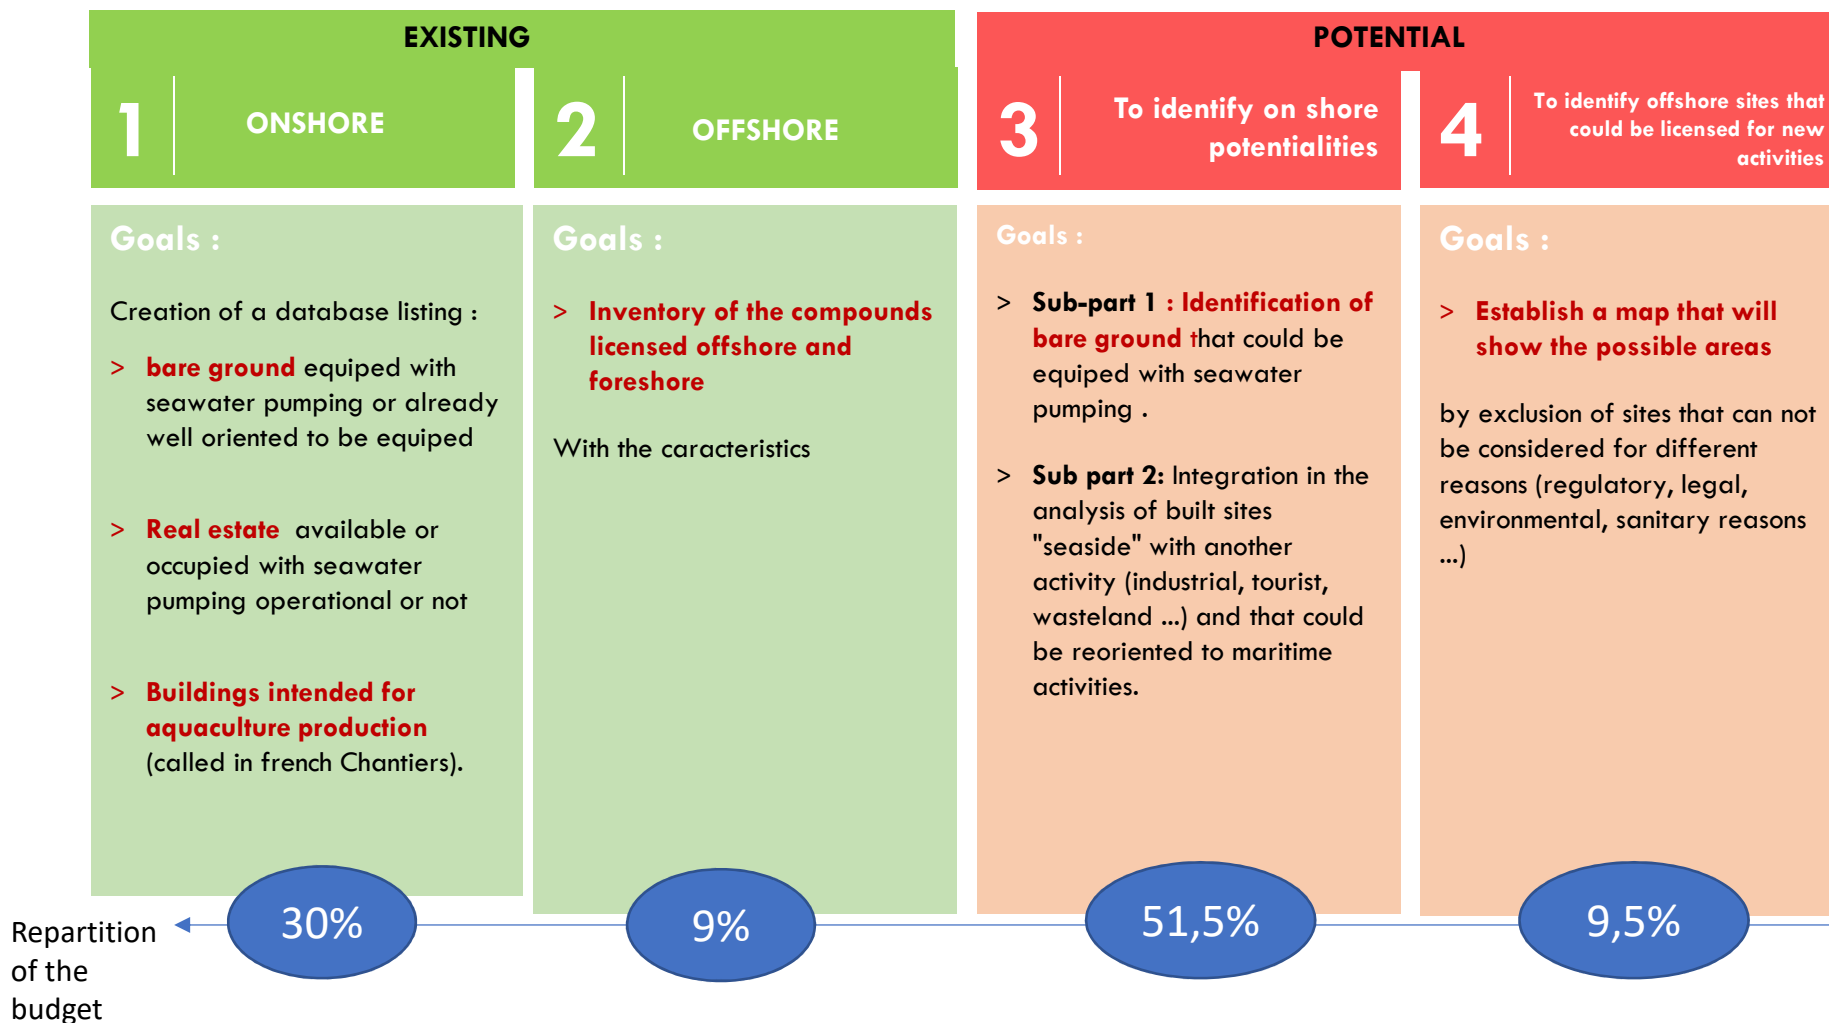 EXISTING
POTENTIAL
1
ONSHORE
2
OFFSHORE
3
To identify on shore
potentialities
4
To identify offshore sites that
could be licensed for new
activities
Goals :
Creation of a database listing :
> bare ground equiped with
seawater pumping or already
well oriented to be equiped
> Real estate available or
occupied with seawater
pumping operational or not
> Buildings intended for
aquaculture production
(called in french Chantiers).
Goals :
> Inventory of the compounds
licensed offshore and
foreshore
With the caracteristics
Goals :
> Sub-part 1 : Identification of
bare ground that could be
equiped with seawater
pumping .
> Sub part 2: Integration in the
analysis of built sites
"seaside" with another
activity (industrial, tourist,
wasteland ...) and that could
be reoriented to maritime
activities.
Goals :
> Establish a map that will
show the possible areas
by exclusion of sites that can not
be considered for different
reasons (regulatory, legal,
environmental, sanitary reasons
...)
Repartition
of the
budget
30%
9%
51,5%
9,5%